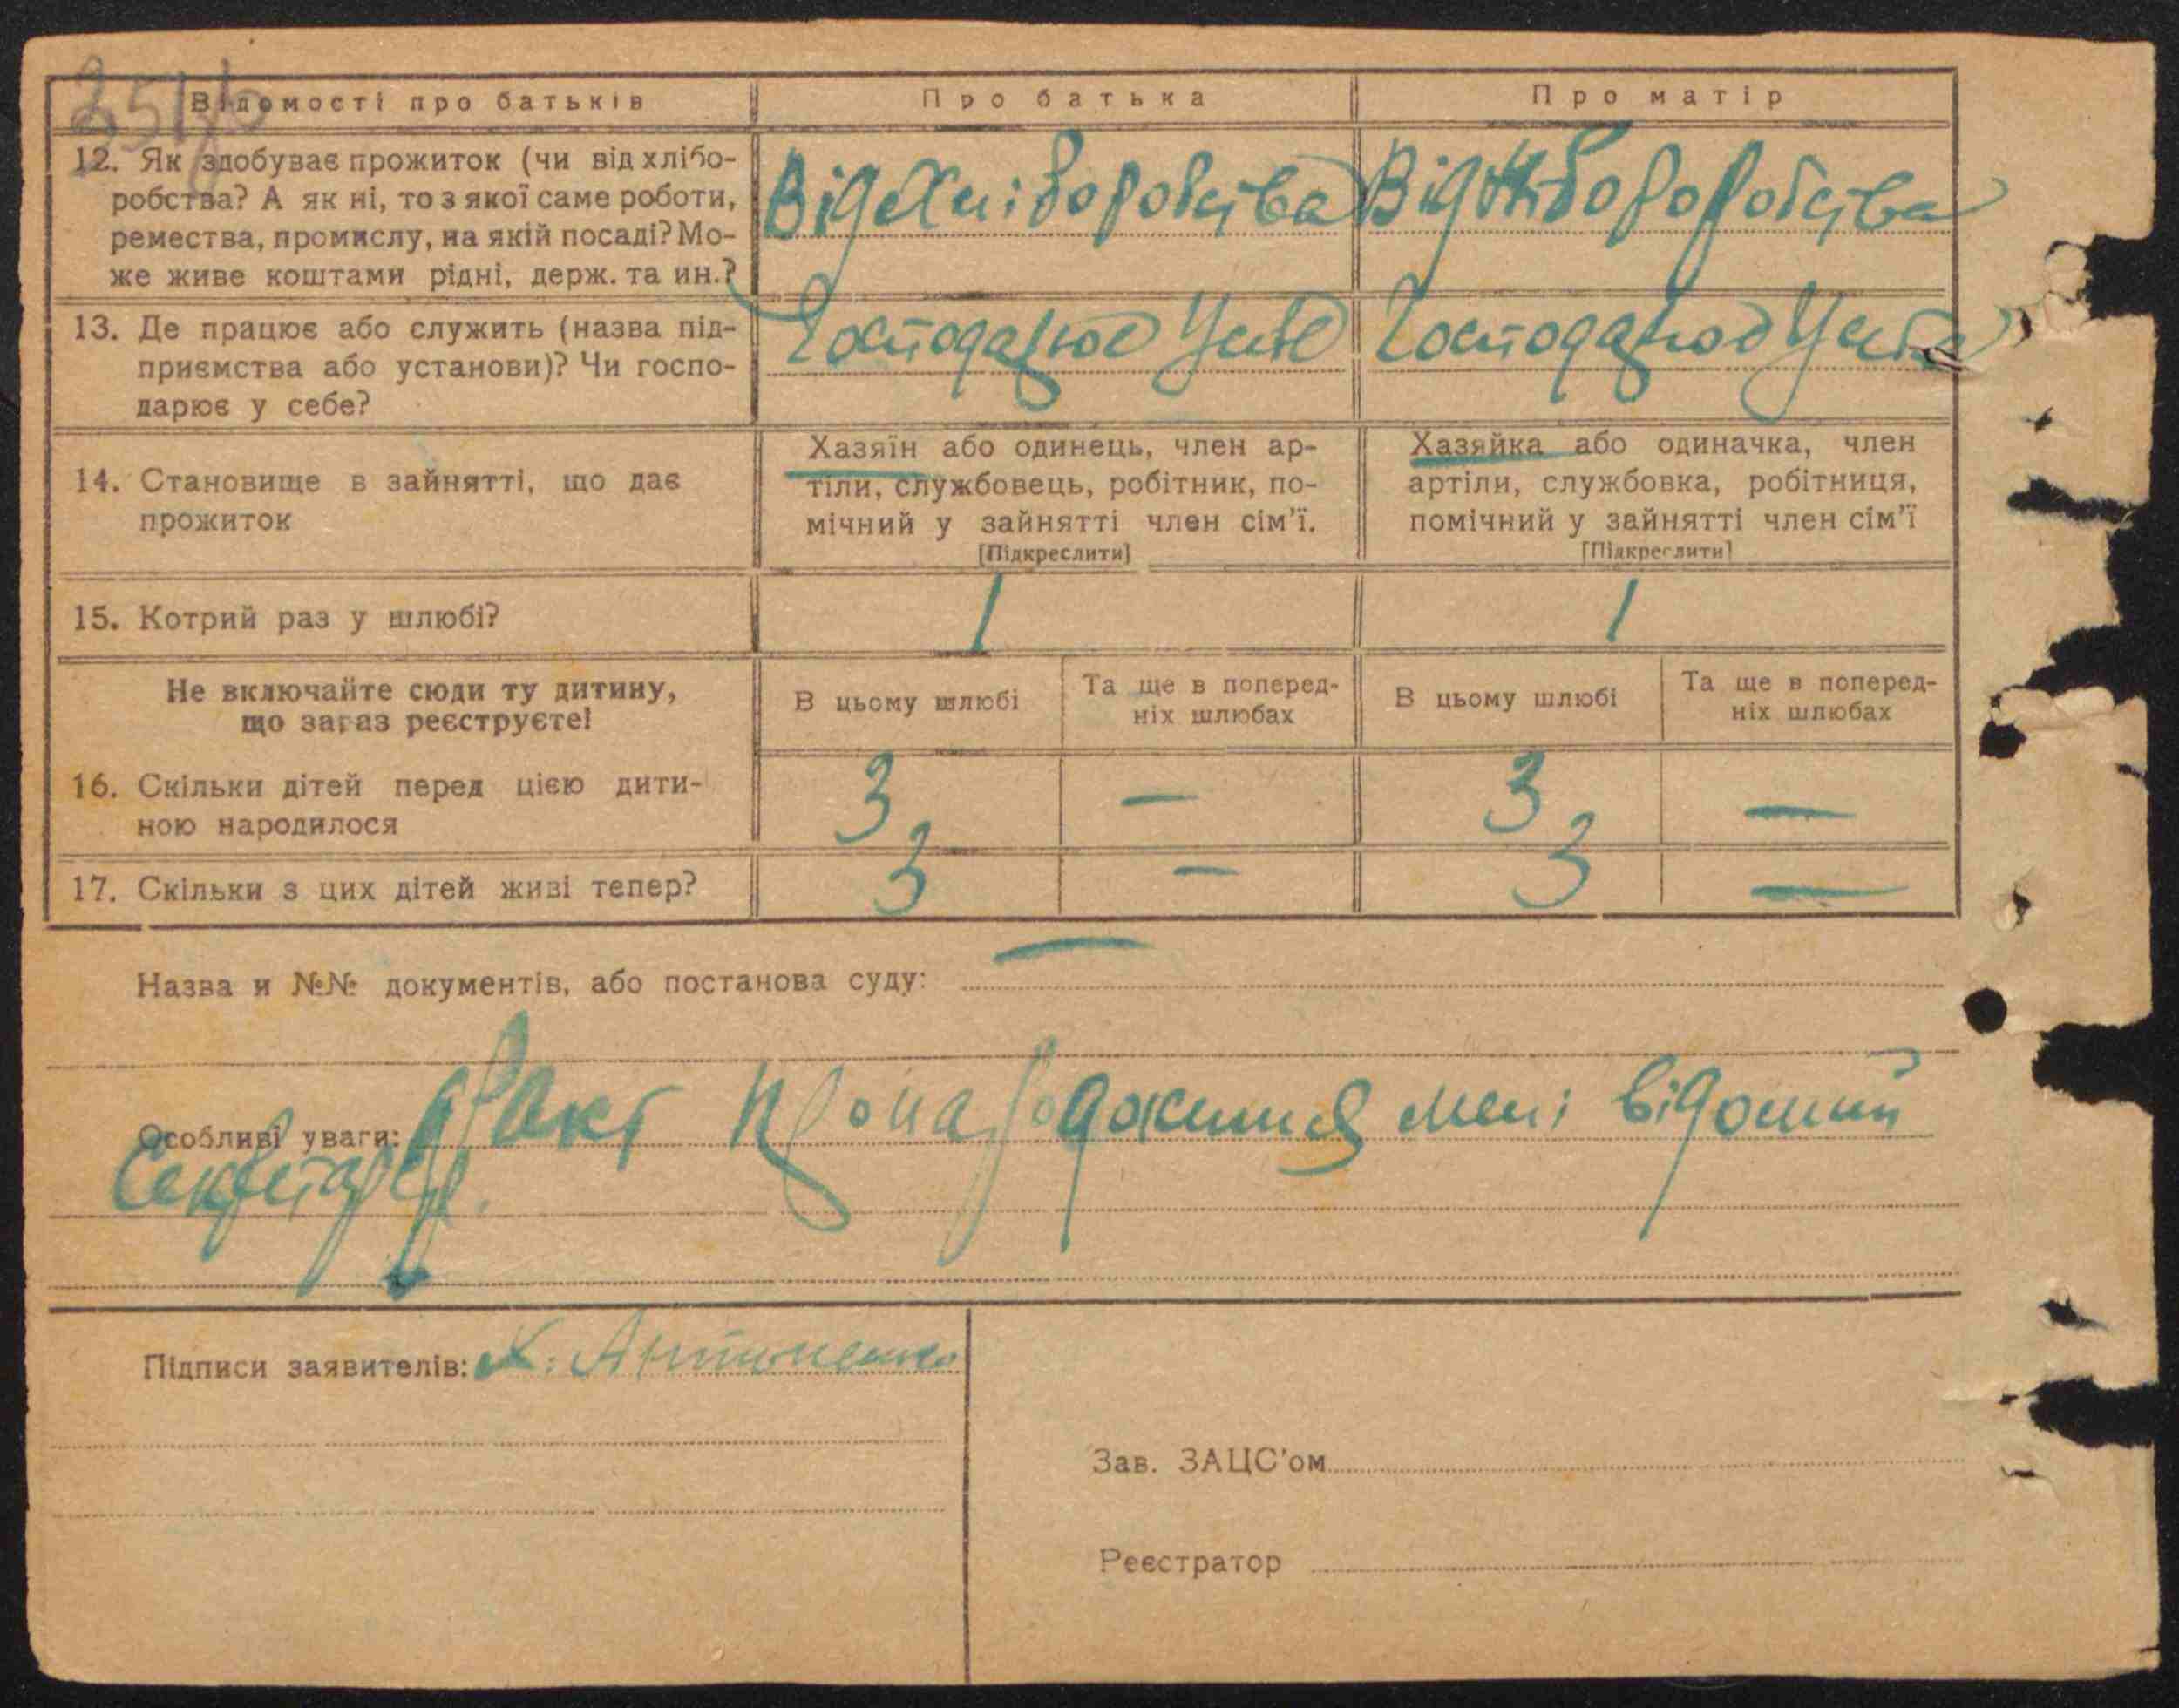 Відомості про батьків
Про батька
Про матір
12. Як здобуває прожиток (чи від хлібо-
робства? А як ні, то з якої саме роботи,
ремества, промислу, на якій посаді? Мо-
же живе коштами рідні, держ. та ин.?
Від Хліборобства
Від Хліборобства
13. Де працює або служить (назва під-
приємства або установи)? Чи госпо-
дарює у себе?
Господарює У себе
Господарює У себе
14. Становище в зайнятті, що дає
прожиток
Хазяїн або одинець, член ар-
тіли, службовець, робітник, по-
мічний у зайнятті член сім'ї.
[Підкреслити]
Хазяйка або одиначка, член
артіли, службовка, робітниця,
помічний у зайнятті член сім'ї
[Підкреслити]
15. Котрий раз у шлюбі?
1
1
Не включайте сюди ту дитину,
що зараз реєструєте!
В цьому шлюбі
Та ще в поперед-
ніх шлюбах
В цьому шлюбі
Та ще в поперед-
ніх шлюбах
16. Скільки дітей перед цією дити-
ною народилося
3 — 3 —
17. Скільки з цих дітей живі тепер?
3 — 3 —
Назва и №№ документів, або постанова суду: —
Особливі уваги: Факт про народження мені відомий
Секретар
Підписи заявителів: Х. Антоненко
Зав. ЗАЦС'ом
Реєстратор